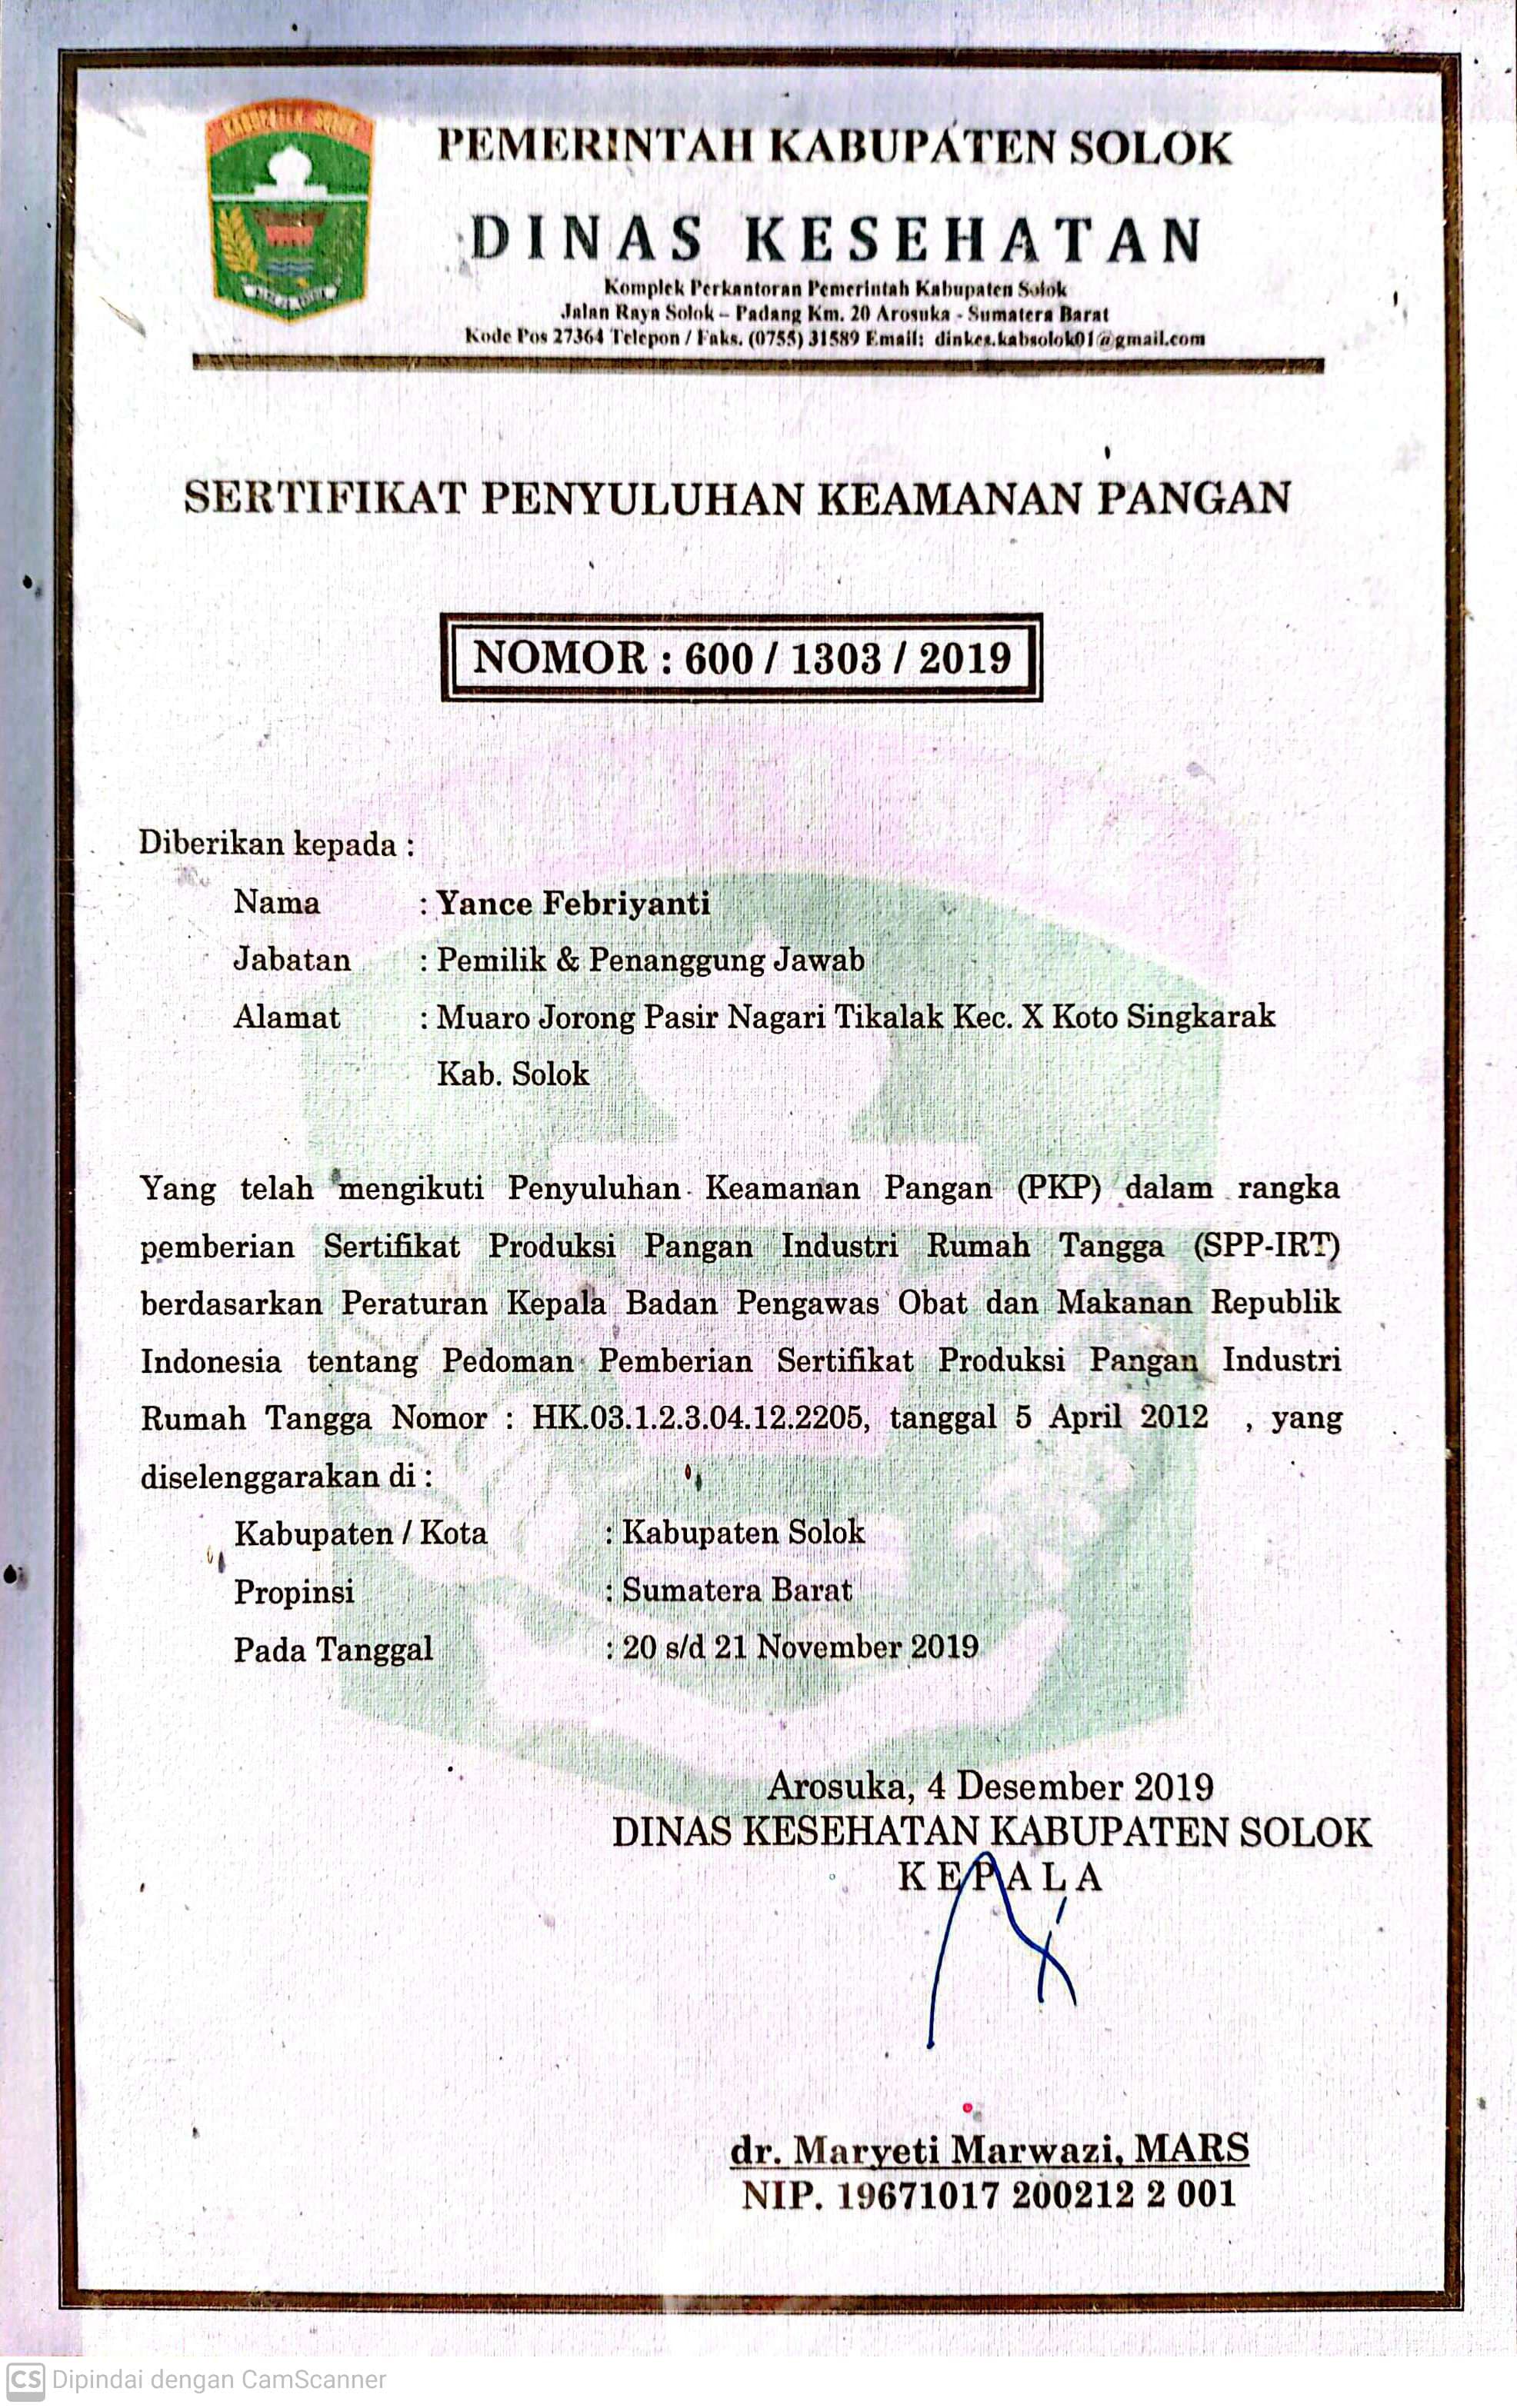 KABUPATEN SOLOK
PEMERINTAH KABUPATEN SOLOK
DINAS KESEHATAN
Komplek Perkantoran Pemerintah Kabupaten Solok
Jalan Raya Solok – Padang Km. 20 Arosuka - Sumatera Barat
Kode Pos 27364 Telepon / Faks. (0755) 31589 Email: dinkes.kabsolok01@gmail.com
SERTIFIKAT PENYULUHAN KEAMANAN PANGAN
NOMOR : 600 / 1303 / 2019
Diberikan kepada :
Nama : Yance Febriyanti
Jabatan : Pemilik & Penanggung Jawab
Alamat : Muaro Jorong Pasir Nagari Tikalak Kec. X Koto Singkarak
Kab. Solok
Yang telah mengikuti Penyuluhan Keamanan Pangan (PKP) dalam rangka
pemberian Sertifikat Produksi Pangan Industri Rumah Tangga (SPP-IRT)
berdasarkan Peraturan Kepala Badan Pengawas Obat dan Makanan Republik
Indonesia tentang Pedoman Pemberian Sertifikat Produksi Pangan Industri
Rumah Tangga Nomor : HK.03.1.2.3.04.12.2205, tanggal 5 April 2012 , yang
diselenggarakan di :
Kabupaten / Kota : Kabupaten Solok
Propinsi : Sumatera Barat
Pada Tanggal : 20 s/d 21 November 2019
Arosuka, 4 Desember 2019
DINAS KESEHATAN KABUPATEN SOLOK
KEPALA
dr. Maryeti Marwazi, MARS
NIP. 19671017 200212 2 001
CS Dipindai dengan CamScanner